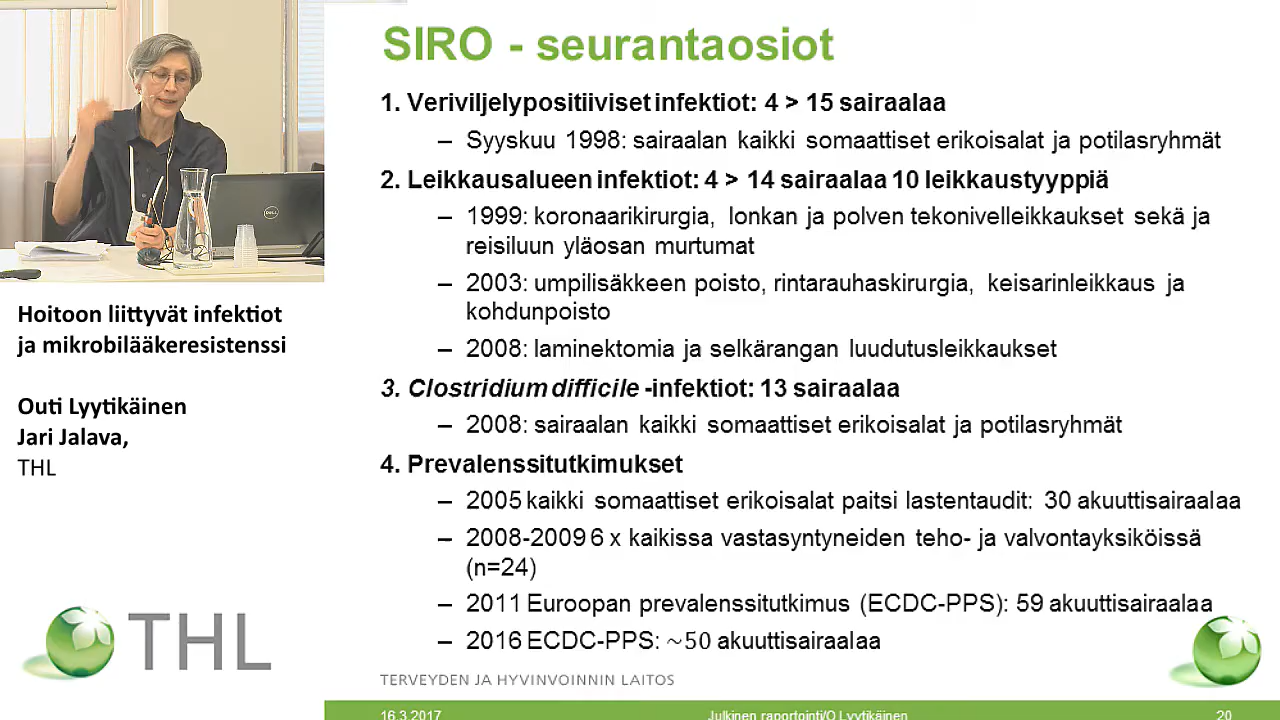 SIRO - seurantaosiot
1. Veriviljelypositiiviset infektiot: 4 > 15 sairaalaa
– Syyskuu 1998: sairaalan kaikki somaattiset erikoisalat ja potilasryhmät
2. Leikkausalueen infektiot: 4 > 14 sairaalaa 10 leikkaustyyppiä
– 1999: koronaarikirurgia, lonkan ja polven tekonivelleikkaukset sekä ja
reisiluun yläosan murtumat
– 2003: umpilisäkkeen poisto, rintarauhaskirurgia, keisarinleikkaus ja
kohdunpoisto
– 2008: laminektomia ja selkärangan luudutusleikkaukset
3. Clostridium difficile -infektiot: 13 sairaalaa
– 2008: sairaalan kaikki somaattiset erikoisalat ja potilasryhmät
4. Prevalenssitutkimukset
– 2005 kaikki somaattiset erikoisalat paitsi lastentaudit: 30 akuuttisairaalaa
– 2008-2009 6 x kaikissa vastasyntyneiden teho- ja valvontayksiköissä
(n=24)
– 2011 Euroopan prevalenssitutkimus (ECDC-PPS): 59 akuuttisairaalaa
– 2016 ECDC-PPS: ~50 akuuttisairaalaa
TERVEYDEN JA HYVINVOINNIN LAITOS
16.3.2017 Julkinen raportointi/O Lyytikäinen 20
DELL
Hoitoon liittyvät infektiot
ja mikrobilääkeresistenssi
Outi Lyytikäinen
Jari Jalava,
THL
THL